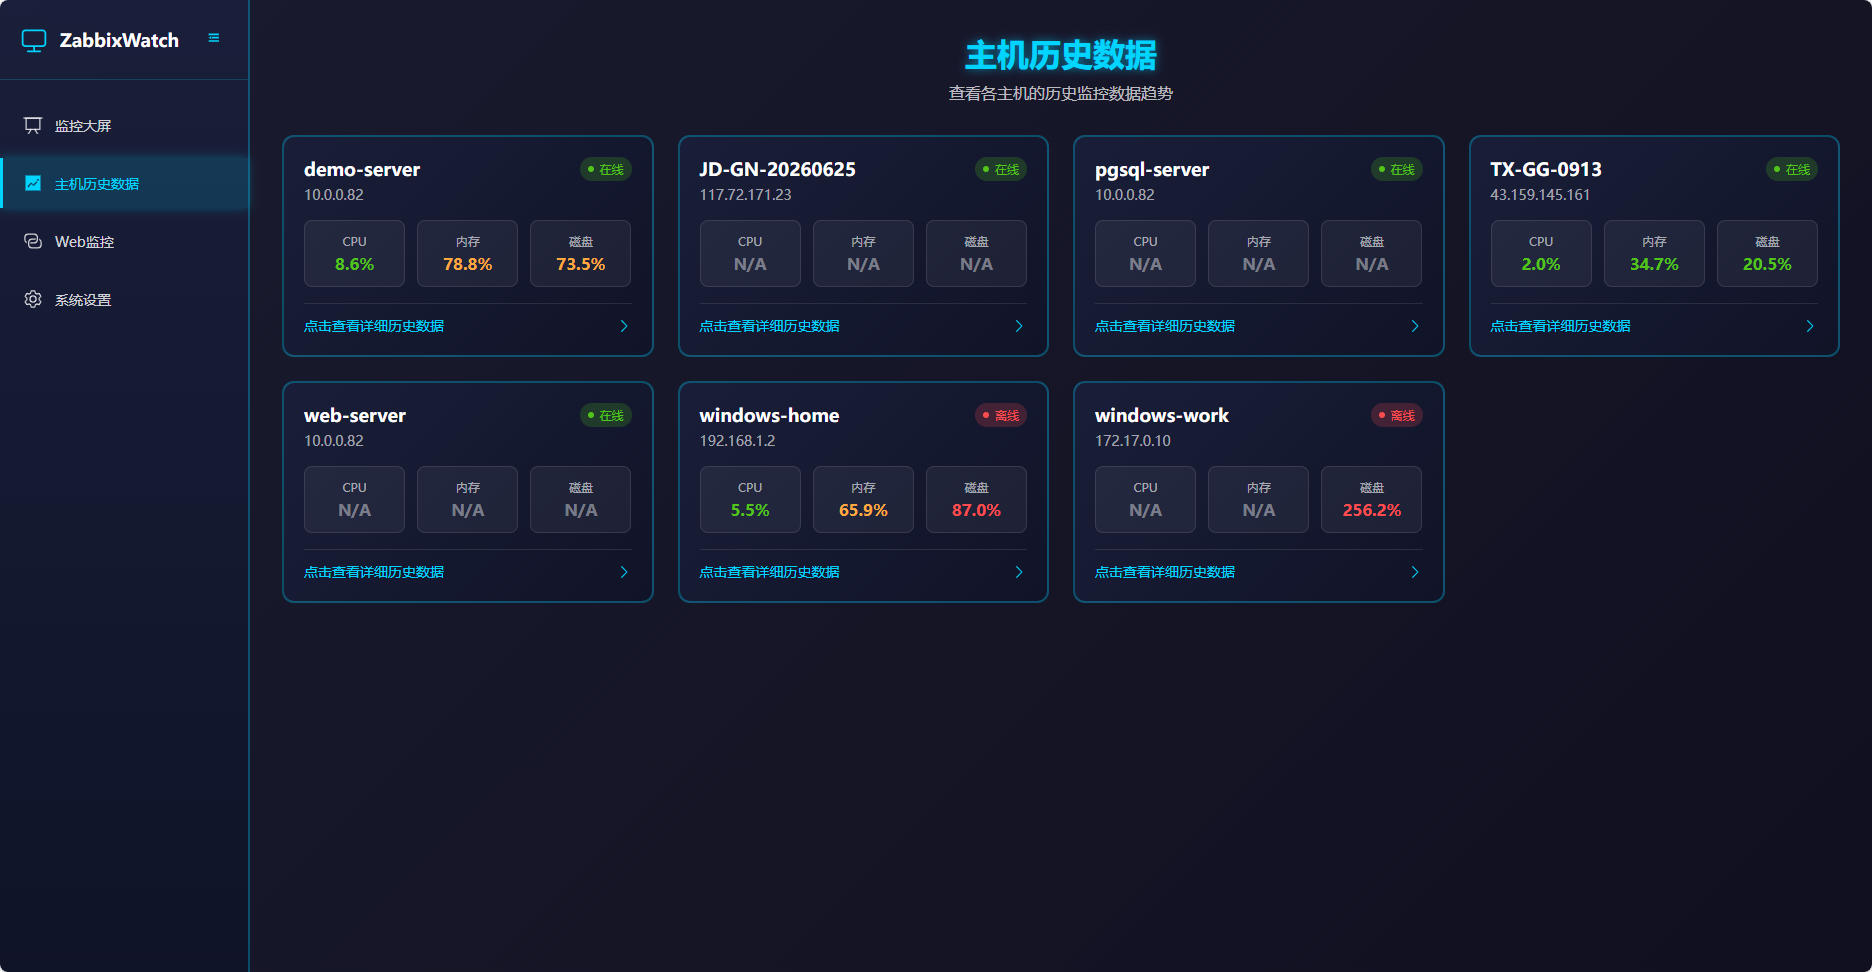 ZabbixWatch
监控大屏
主机历史数据
Web监控
系统设置
主机历史数据
查看各主机的历史监控数据趋势
demo-server
在线
10.0.0.82
CPU
8.6%
内存
78.8%
磁盘
73.5%
点击查看详细历史数据
JD-GN-20260625
在线
117.72.171.23
CPU
N/A
内存
N/A
磁盘
N/A
点击查看详细历史数据
pgsql-server
在线
10.0.0.82
CPU
N/A
内存
N/A
磁盘
N/A
点击查看详细历史数据
TX-GG-0913
在线
43.159.145.161
CPU
2.0%
内存
34.7%
磁盘
20.5%
点击查看详细历史数据
web-server
在线
10.0.0.82
CPU
N/A
内存
N/A
磁盘
N/A
点击查看详细历史数据
windows-home
离线
192.168.1.2
CPU
5.5%
内存
65.9%
磁盘
87.0%
点击查看详细历史数据
windows-work
离线
172.17.0.10
CPU
N/A
内存
N/A
磁盘
256.2%
点击查看详细历史数据